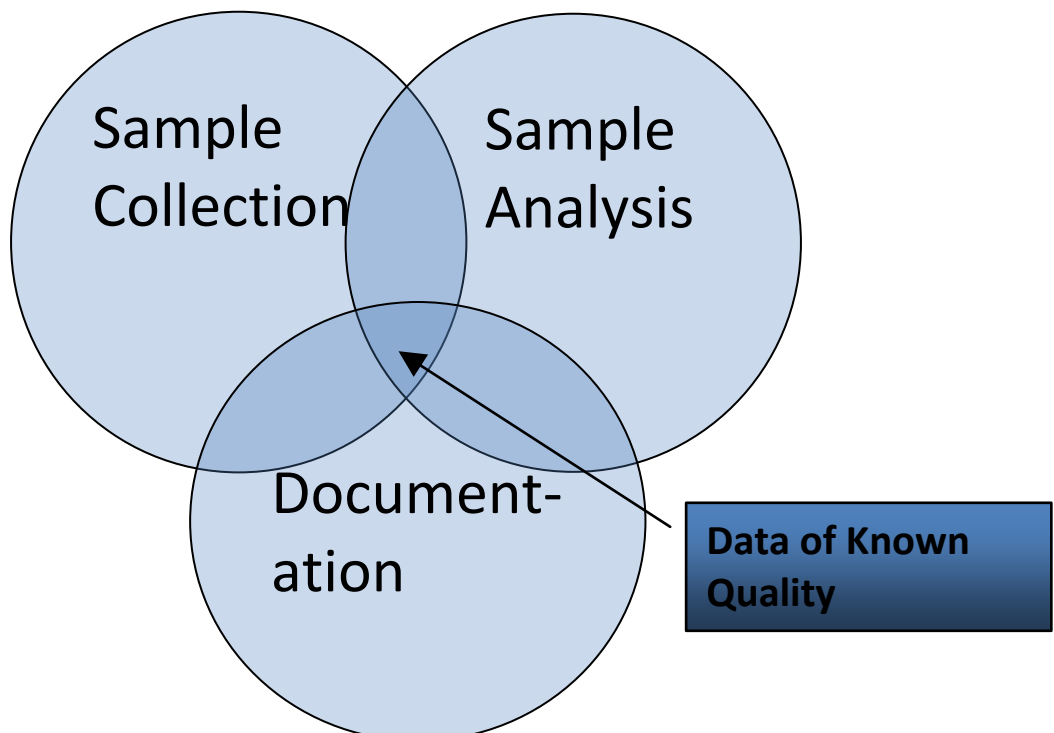 Sample
Collection
Sample
Analysis
Document-
ation
Data of Known
Quality